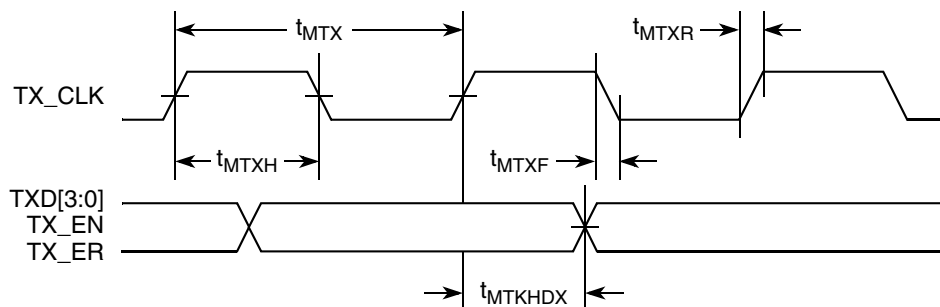 tMTX
tMTXR
TX_CLK
tMTXH
tMTXF
TXD[3:0]
TX_EN
TX_ER
tMTKHDX